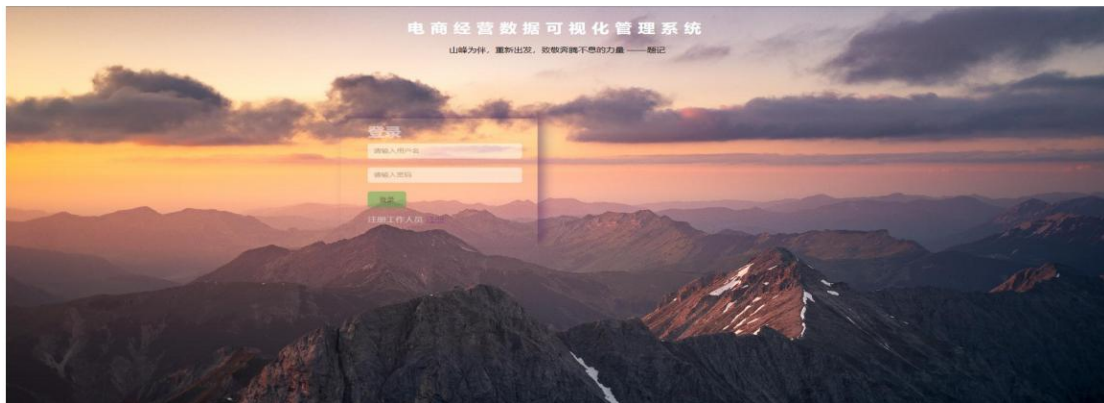 电商经营数据可视化管理系统
山峰为伴，重新出发，致敬奔腾不息的力量 ——题记
登录
请输入用户名
请输入密码
登录
注册工作人员